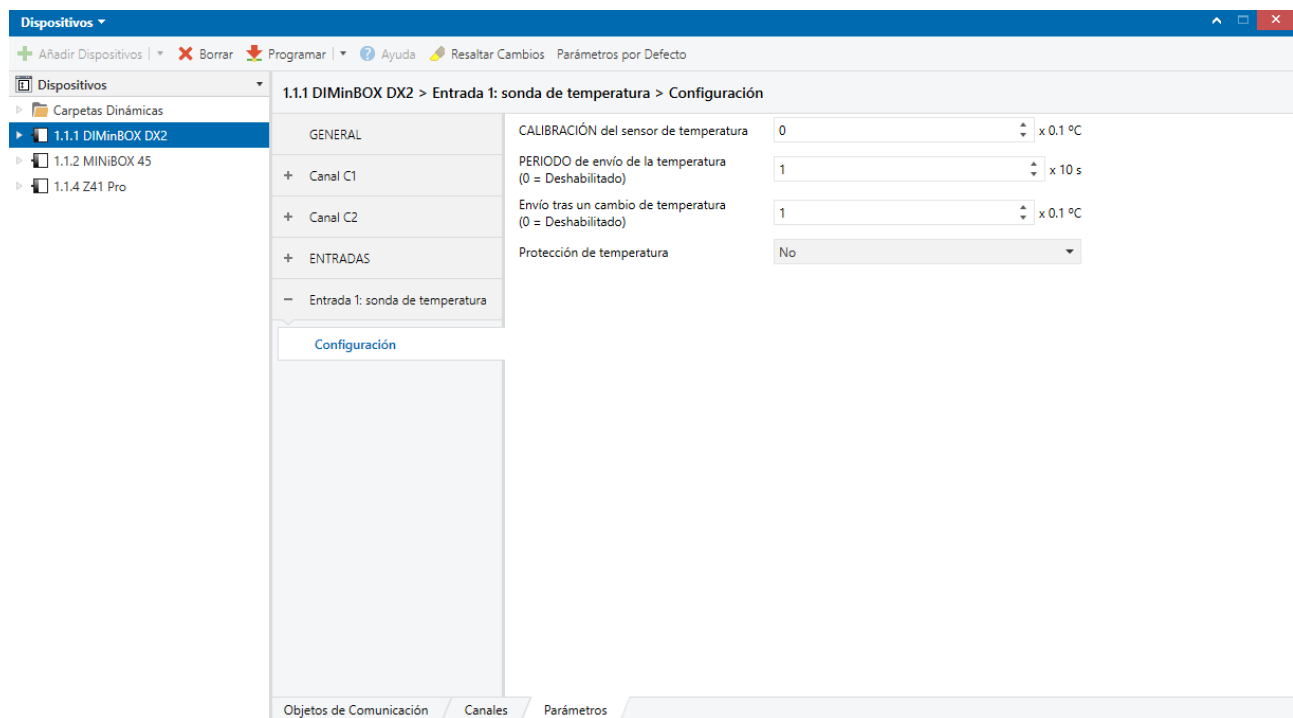 Dispositivos
Añadir Dispositivos Borrar Programar Ayuda Resaltar Cambios Parámetros por Defecto
Dispositivos
Carpetas Dinámicas
1.1.1 DIMinBOX DX2
1.1.2 MINiBOX 45
1.1.4 Z41 Pro
1.1.1 DIMinBOX DX2 > Entrada 1: sonda de temperatura > Configuración
GENERAL
+ Canal C1
+ Canal C2
+ ENTRADAS
− Entrada 1: sonda de temperatura
Configuración
CALIBRACIÓN del sensor de temperatura 0 x 0.1 ºC
PERIODO de envío de la temperatura
(0 = Deshabilitado) 1 x 10 s
Envío tras un cambio de temperatura
(0 = Deshabilitado) 1 x 0.1 ºC
Protección de temperatura No
Objetos de Comunicación Canales Parámetros